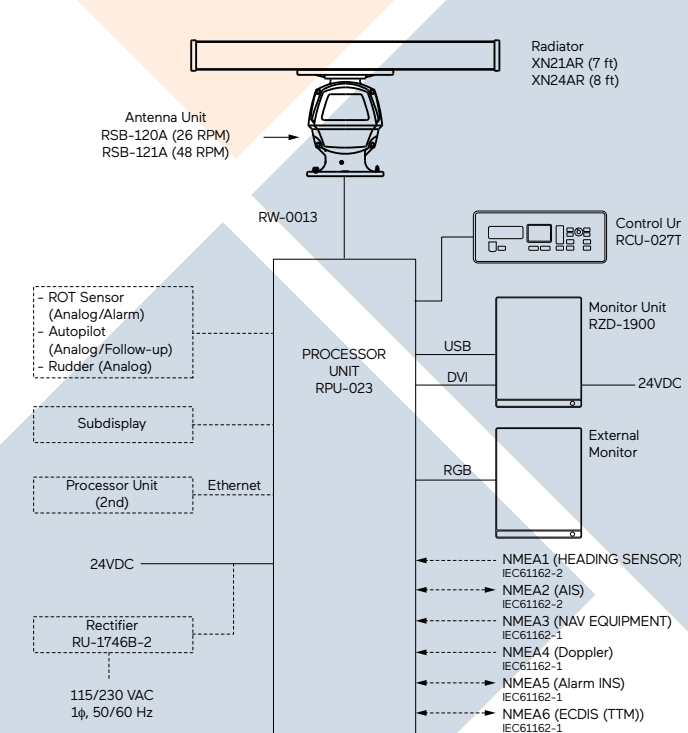 Radiator
XN21AR (7 ft)
XN24AR (8 ft)
Antenna Unit
RSB-120A (26 RPM)
RSB-121A (48 RPM)
RW-0013
Control Ur
RCU-027T
- ROT Sensor
(Analog/Alarm)
- Autopilot
(Analog/Follow-up)
- Rudder (Analog)
PROCESSOR
UNIT
RPU-023
Monitor Unit
RZD-1900
USB
DVI
24VDC
Subdisplay
External
Monitor
RGB
Processor Unit
(2nd)
Ethernet
24VDC
Rectifier
RU-1746B-2
115/230 VAC
1ϕ, 50/60 Hz
NMEA1 (HEADING SENSOR)
IEC61162-2
NMEA2 (AIS)
IEC61162-2
NMEA3 (NAV EQUIPMENT)
IEC61162-1
NMEA4 (Doppler)
IEC61162-1
NMEA5 (Alarm INS)
IEC61162-1
NMEA6 (ECDIS (TTM))
IEC61162-1